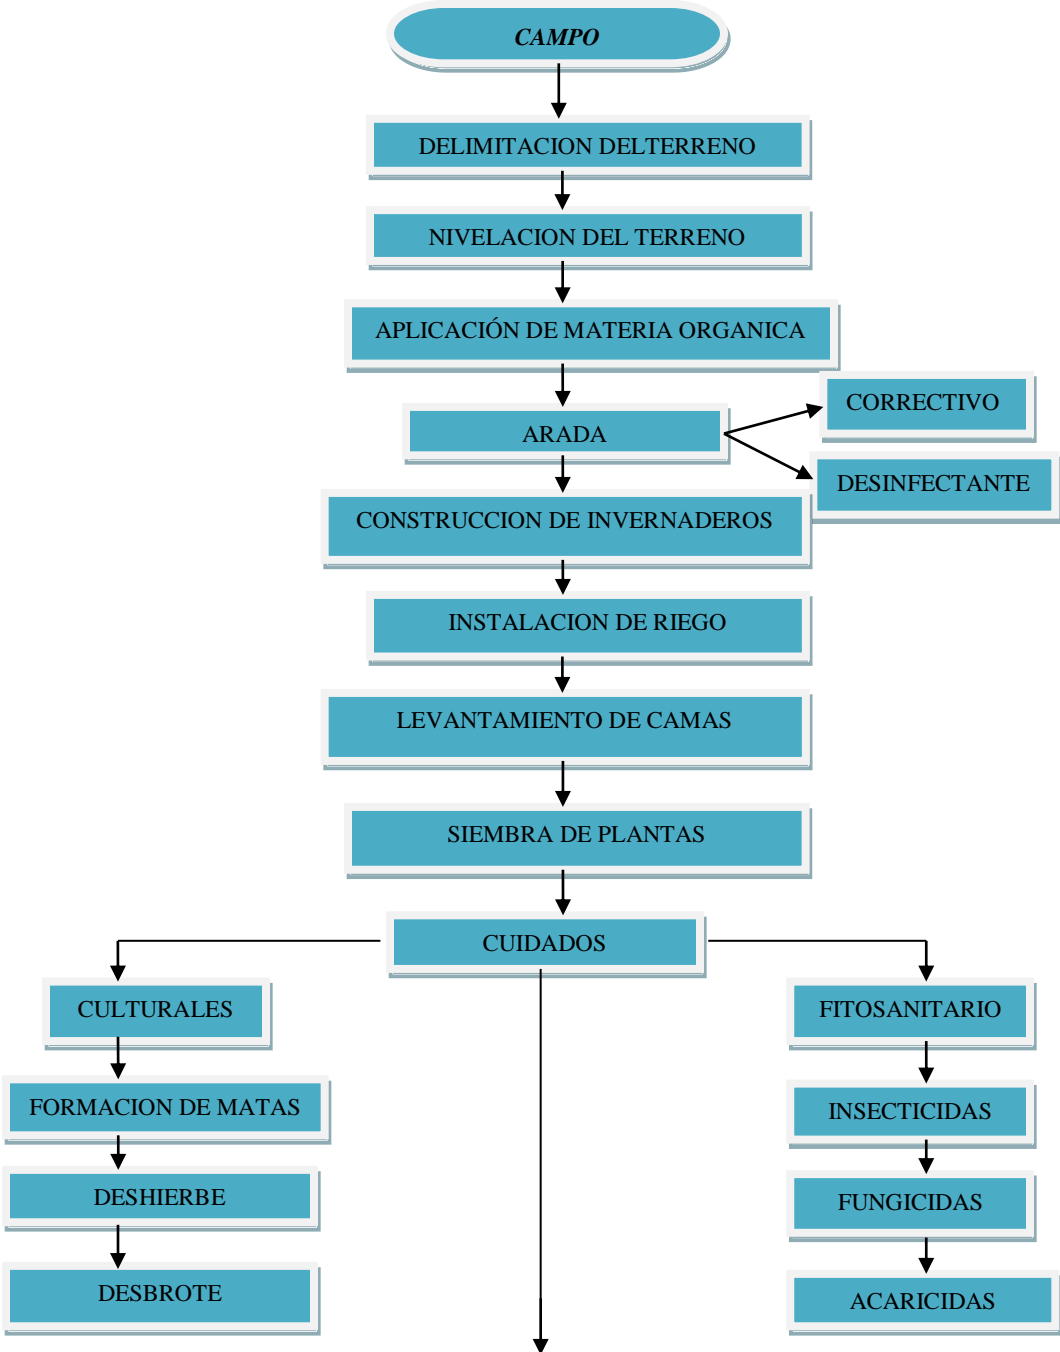 CAMPO
DELIMITACION DELTERRENO
NIVELACION DEL TERRENO
APLICACIÓN DE MATERIA ORGANICA
CORRECTIVO
ARADA
DESINFECTANTE
CONSTRUCCION DE INVERNADEROS
INSTALACION DE RIEGO
LEVANTAMIENTO DE CAMAS
SIEMBRA DE PLANTAS
CUIDADOS
CULTURALES
FORMACION DE MATAS
DESHIERBE
DESBROTE
FITOSANITARIO
INSECTICIDAS
FUNGICIDAS
ACARICIDAS